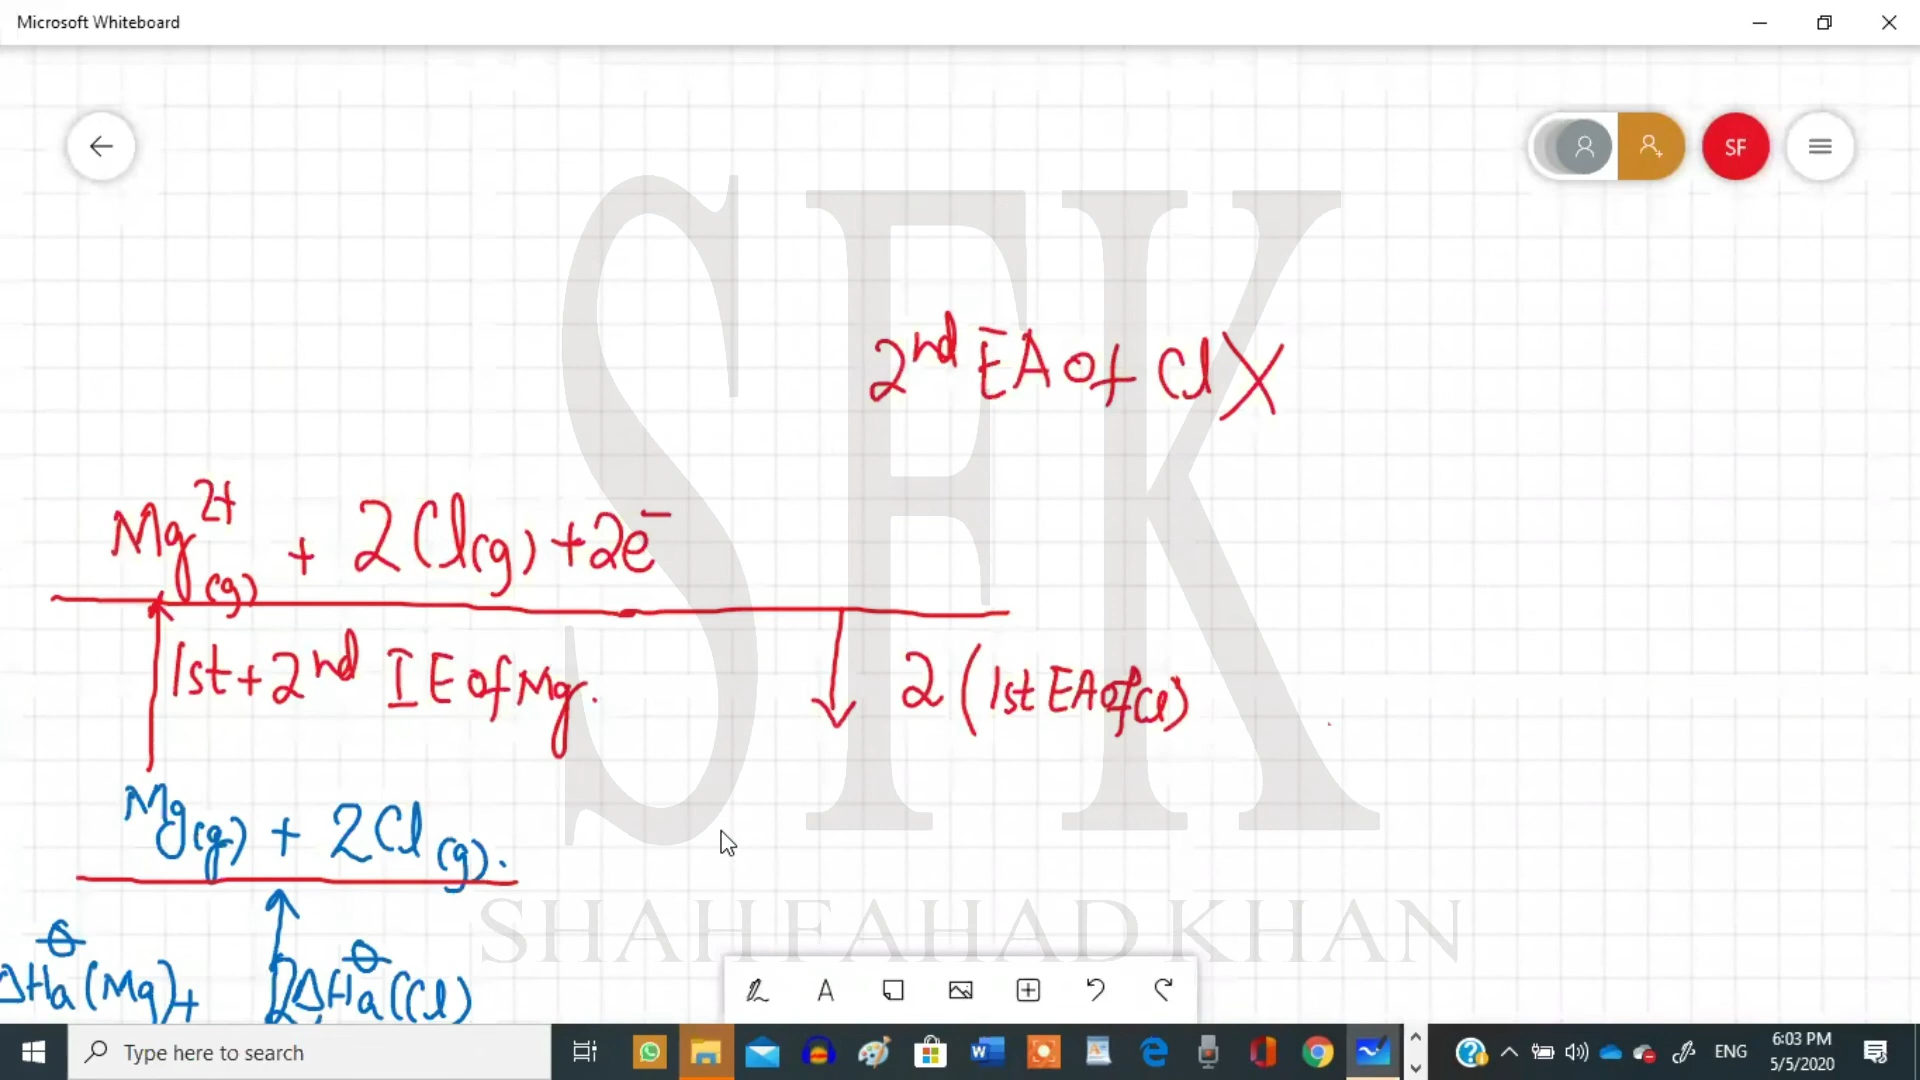 Microsoft Whiteboard
SF
SFK
2nd EA of Cl X
Mg2+(g) + 2Cl(g) + 2e-
1st + 2nd IE of Mg.
2 (1st EA of Cl)
Mg(g) + 2Cl(g).
ΔHaθ(Mg) + 2ΔHaθ(Cl)
SHAH FAHAD KHAN
Type here to search
ENG
6:03 PM
5/5/2020